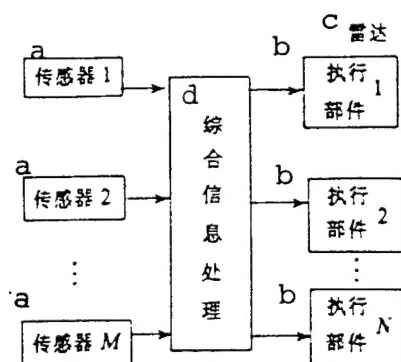 a
传感器 1
a
传感器 2
⋮
a
传感器 M
d
综合信息处理
c 雷达
b
执行部件 1
b
执行部件 2
⋮
b
执行部件 N